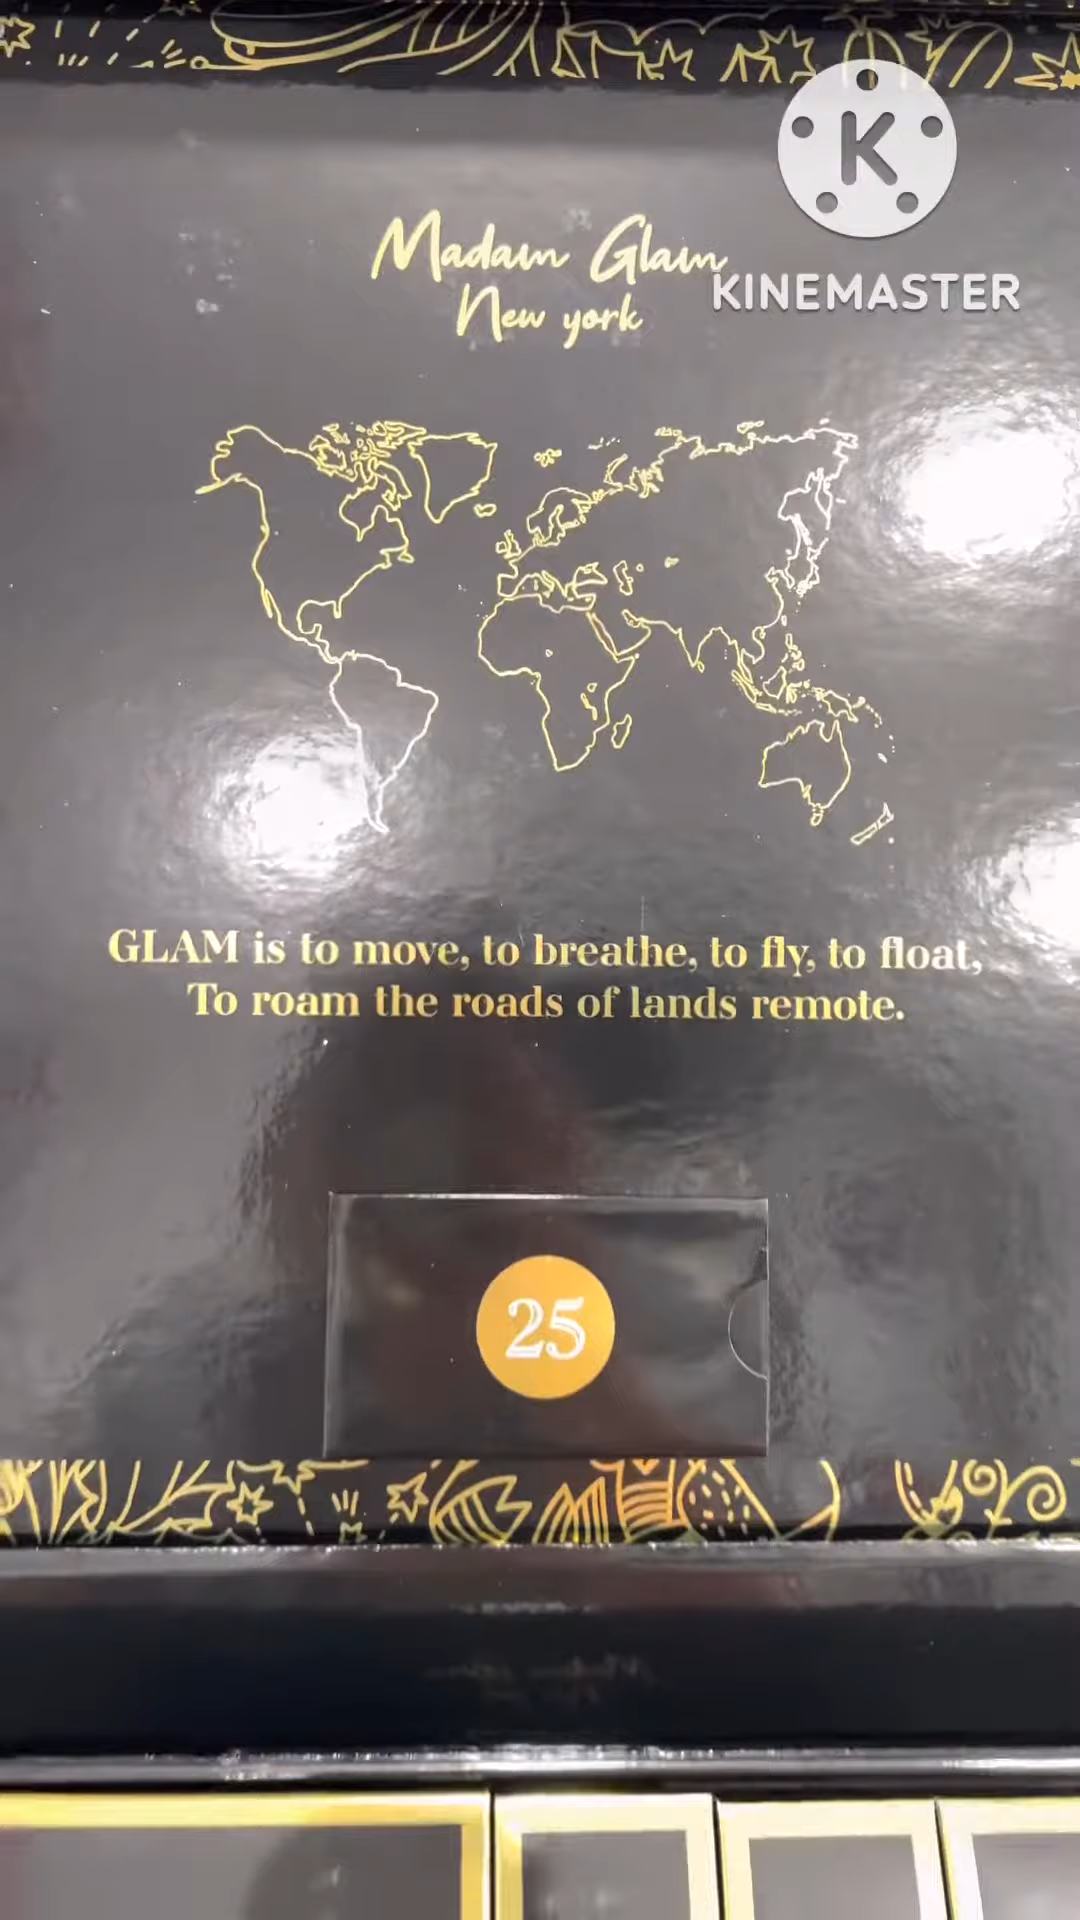 Madam Glam
New york
KINEMASTER
GLAM is to move, to breathe, to fly, to float,
To roam the roads of lands remote.
25